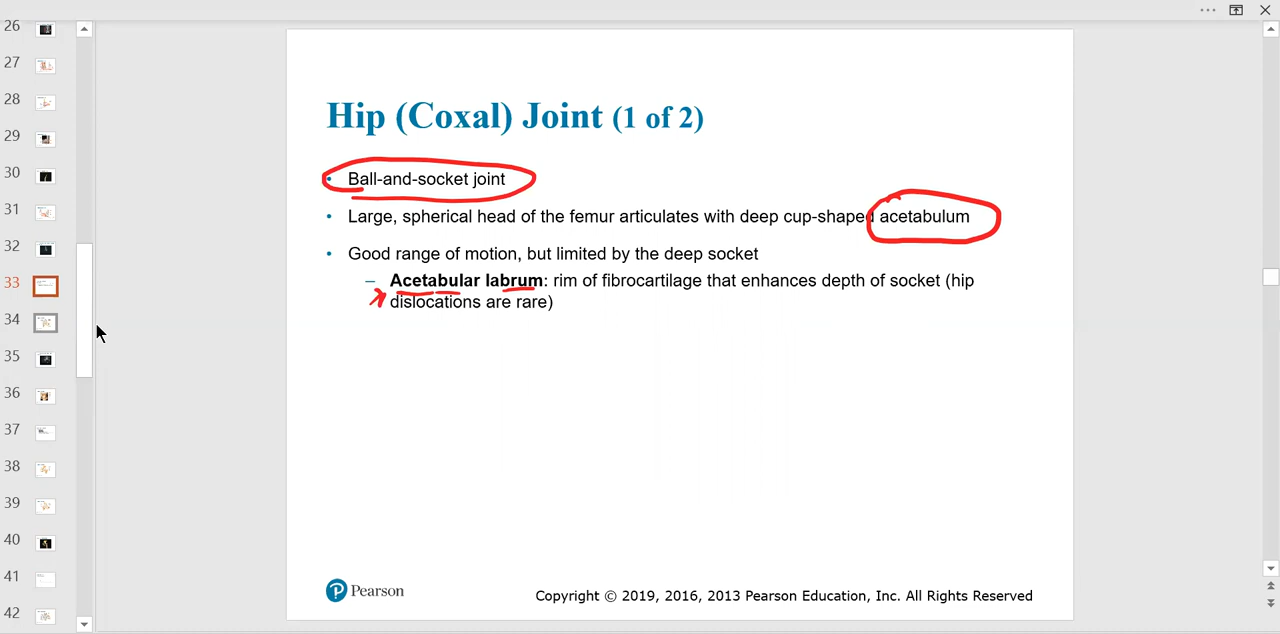 26
27
28
29
30
31
32
33
34
35
36
37
38
39
40
41
42
Hip (Coxal) Joint (1 of 2)
• Ball-and-socket joint
• Large, spherical head of the femur articulates with deep cup-shaped acetabulum
• Good range of motion, but limited by the deep socket
– Acetabular labrum: rim of fibrocartilage that enhances depth of socket (hip
dislocations are rare)
Pearson
Copyright © 2019, 2016, 2013 Pearson Education, Inc. All Rights Reserved